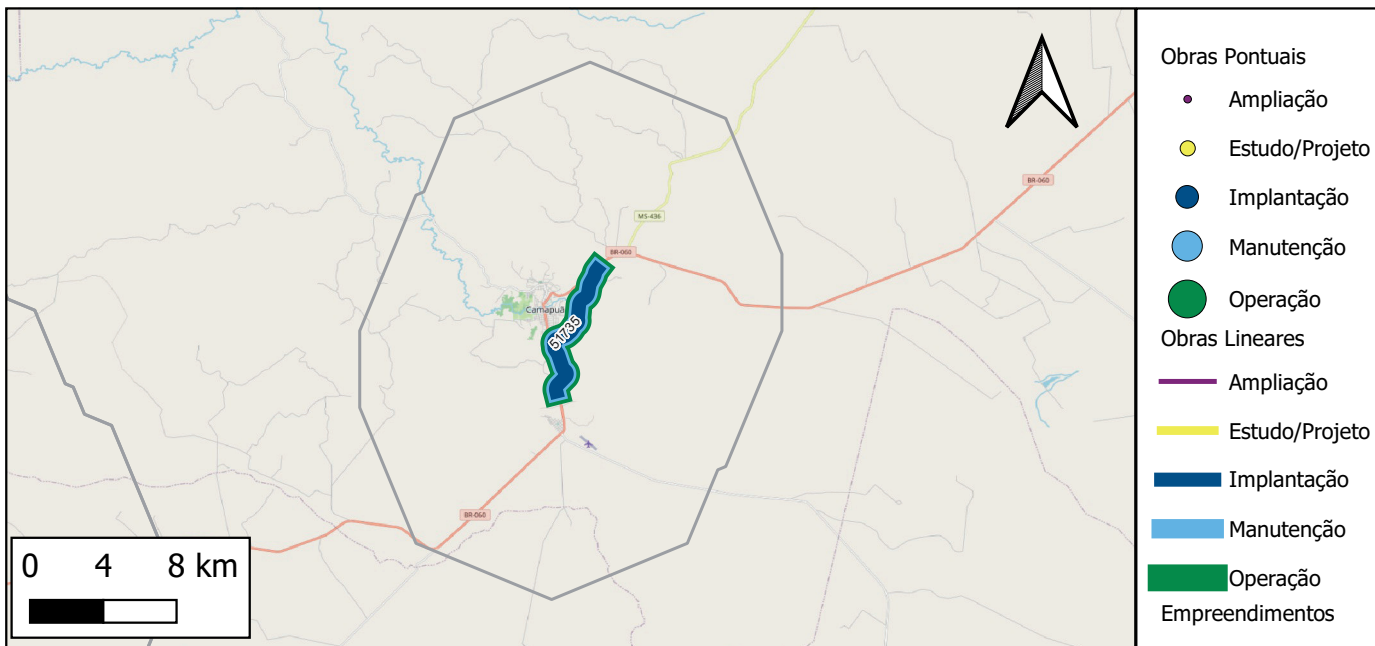 MS-436
BR-060
BR-060
Camapuã
51735
BR-060
0 4 8 km
Obras Pontuais
Ampliação
Estudo/Projeto
Implantação
Manutenção
Operação
Obras Lineares
Ampliação
Estudo/Projeto
Implantação
Manutenção
Operação
Empreendimentos